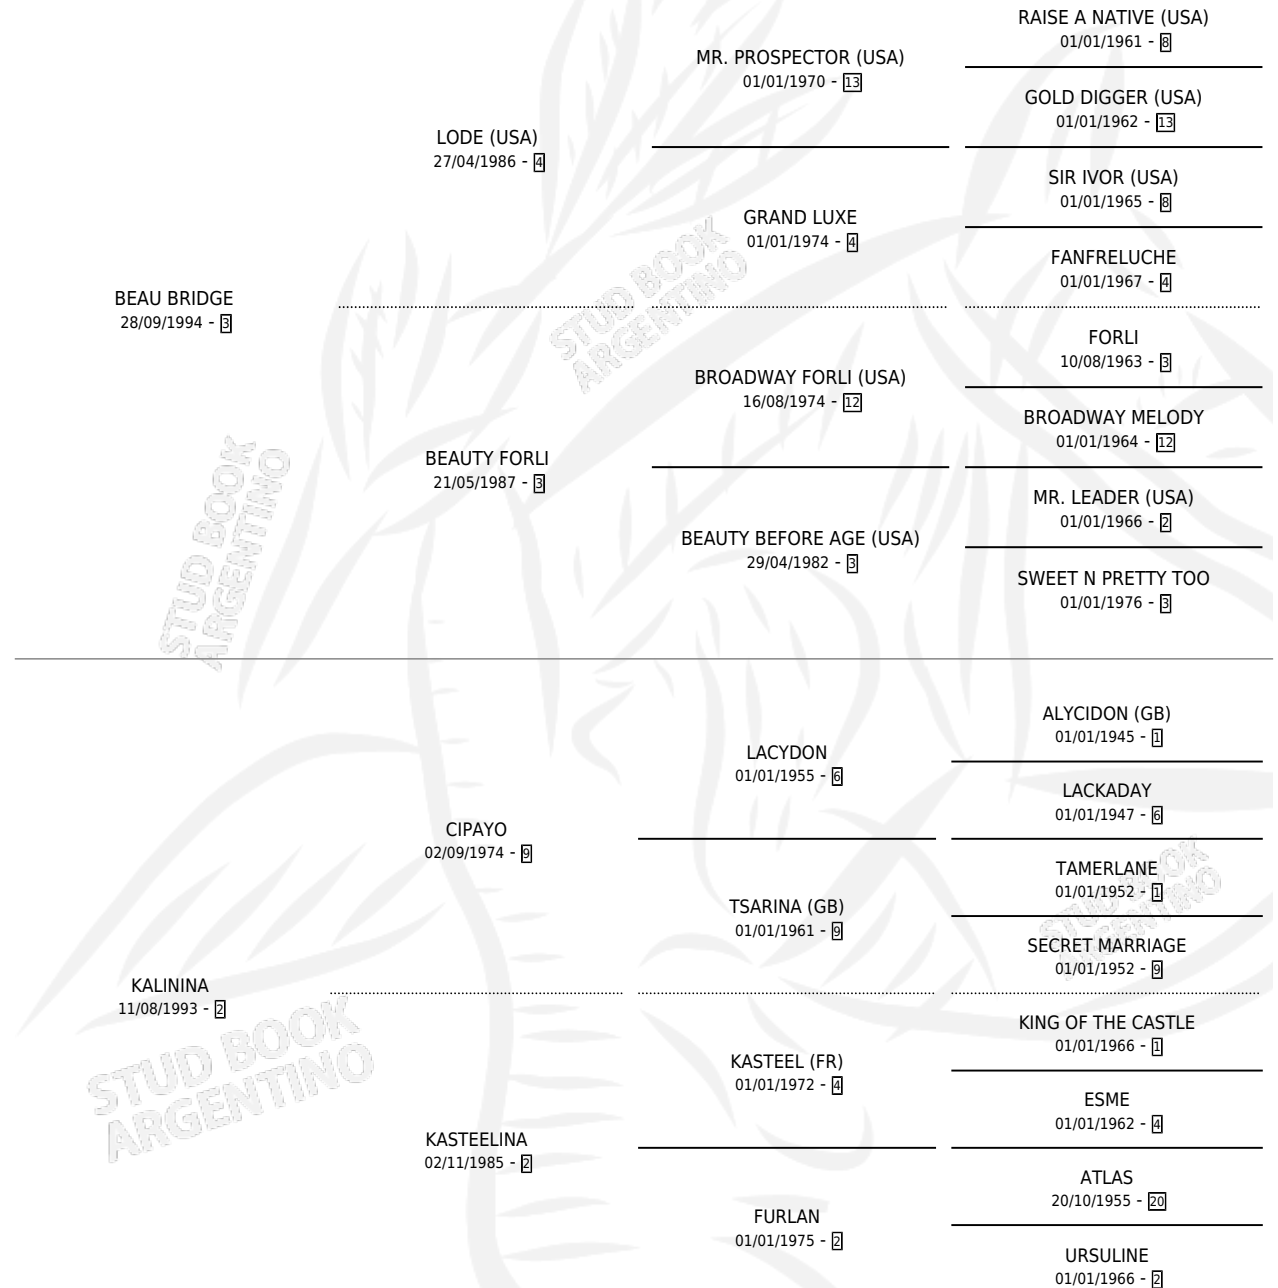 RAISE A NATIVE (USA)
01/01/1961 - 8
MR. PROSPECTOR (USA)
01/01/1970 - 13
GOLD DIGGER (USA)
01/01/1962 - 13
LODE (USA)
27/04/1986 - 4
SIR IVOR (USA)
01/01/1965 - 8
GRAND LUXE
01/01/1974 - 4
FANFRELUCHE
01/01/1967 - 4
BEAU BRIDGE
28/09/1994 - 3
FORLI
10/08/1963 - 3
BROADWAY FORLI (USA)
16/08/1974 - 12
BROADWAY MELODY
01/01/1964 - 12
BEAUTY FORLI
21/05/1987 - 3
MR. LEADER (USA)
01/01/1966 - 2
BEAUTY BEFORE AGE (USA)
29/04/1982 - 3
SWEET N PRETTY TOO
01/01/1976 - 3
STUD BOOK
ARGENTINO
STUD BOOK
ARGENTINO
ALYCIDON (GB)
01/01/1945 - 1
LACYDON
01/01/1955 - 6
LACKADAY
01/01/1947 - 6
CIPAYO
02/09/1974 - 9
TAMERLANE
01/01/1952 - 1
TSARINA (GB)
01/01/1961 - 9
SECRET MARRIAGE
01/01/1952 - 9
KALININA
11/08/1993 - 2
KING OF THE CASTLE
01/01/1966 - 1
KASTEEL (FR)
01/01/1972 - 4
ESME
01/01/1962 - 4
KASTEELINA
02/11/1985 - 2
ATLAS
20/10/1955 - 20
FURLAN
01/01/1975 - 2
URSULINE
01/01/1966 - 2
STUD BOOK
ARGENTINO
STUD BOOK
ARGENTINO